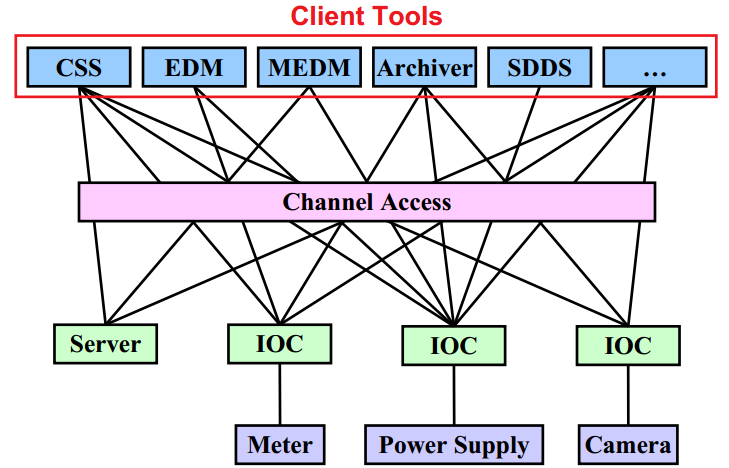 Client Tools
CSS
EDM
MEDM
Archiver
SDDS
...
Channel Access
Server
IOC
IOC
IOC
Meter
Power Supply
Camera